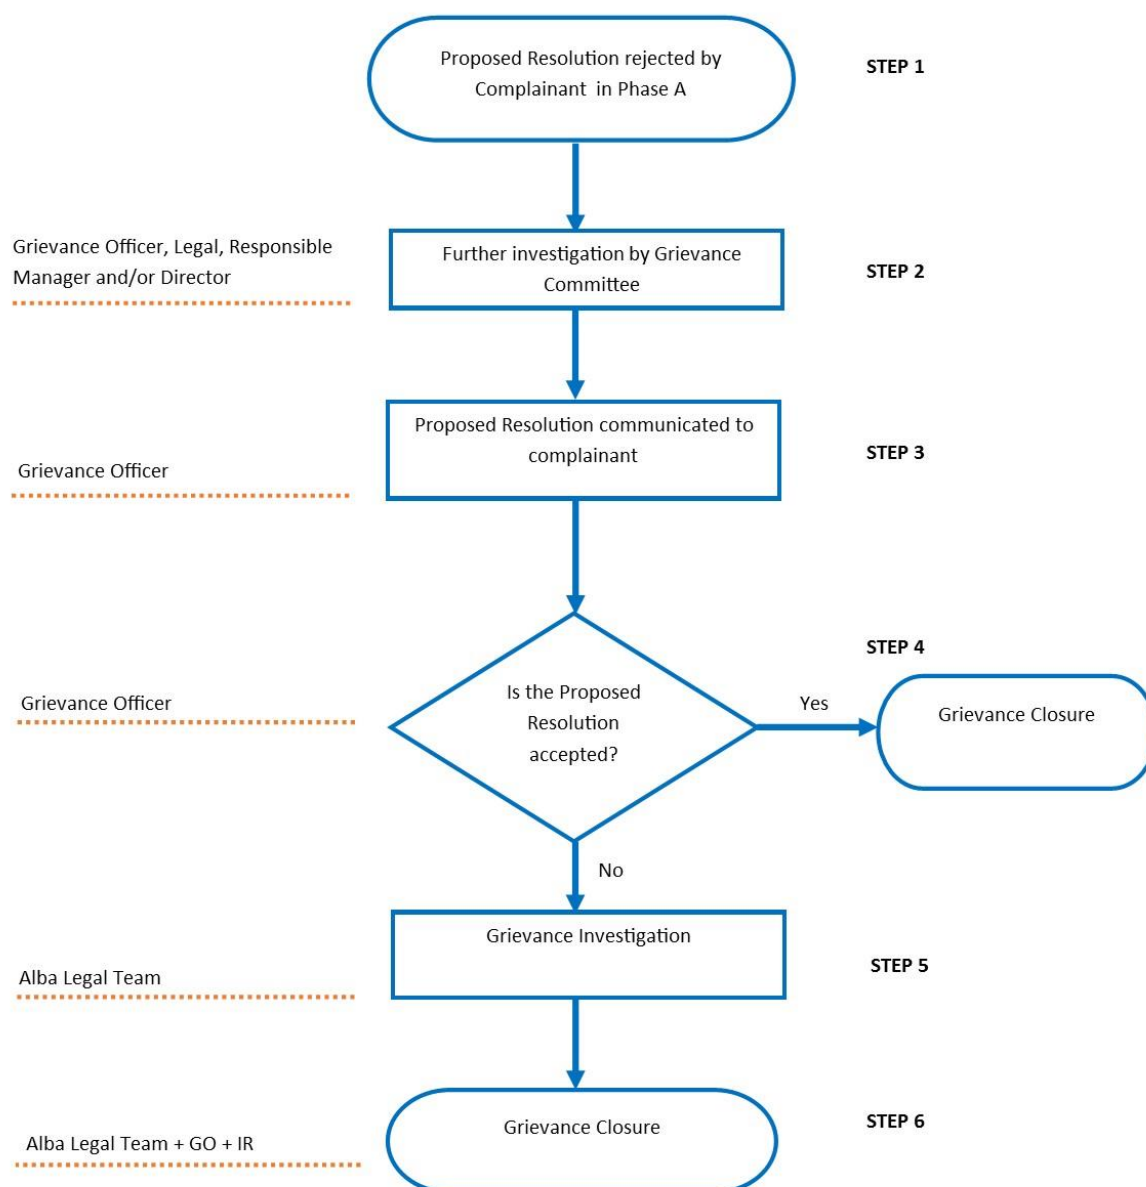 Proposed Resolution rejected by
Complainant in Phase A
STEP 1
Grievance Officer, Legal, Responsible
Manager and/or Director
Further investigation by Grievance
Committee
STEP 2
Proposed Resolution communicated to
complainant
STEP 3
Grievance Officer
STEP 4
Is the Proposed
Resolution
accepted?
Grievance Officer
Yes
Grievance Closure
No
Grievance Investigation
STEP 5
Alba Legal Team
Grievance Closure
STEP 6
Alba Legal Team + GO + IR